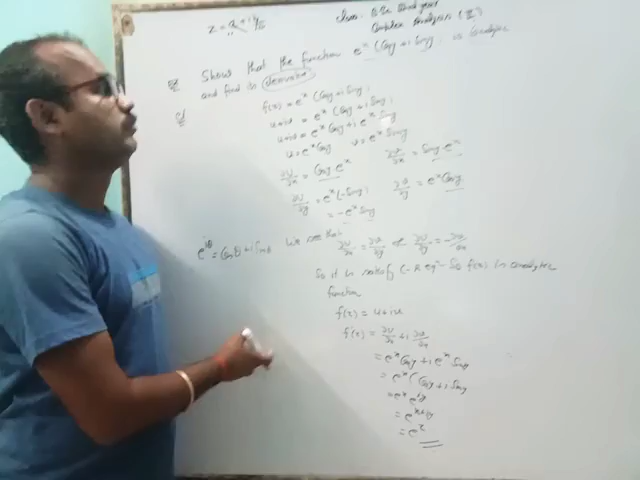 z = x + iy
Class - B.Sc third year
Complex Analysis (II)
Show that the function e^x (Cosy + i Siny) is analytic
and find its derivative
f(z) = e^x (Cosy + i Siny)
u + iv = e^x (Cosy + i Siny)
u + iv = e^x Cosy + i e^x Siny
u = e^x Cosy v = e^x Siny
∂u/∂x = Cosy e^x ∂v/∂x = Siny e^x
∂u/∂y = e^x (-Siny) ∂v/∂y = e^x Cosy
= -e^x Siny
e^iθ = Cosθ + i Sinθ We see that
∂u/∂x = ∂v/∂y & ∂u/∂y = -∂v/∂x
So it is satisfy C-R eqn So f(z) is analytic
function
f(z) = u + iv
f'(z) = ∂u/∂x + i ∂v/∂x
= e^x Cosy + i e^x Siny
= e^x (Cosy + i Siny
= e^x e^iy
= e^x+iy
= e^z